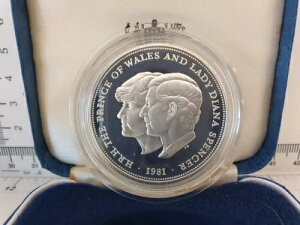 H.R.H. THE PRINCE OF WALES AND LADY DIANA SPENCER
1981